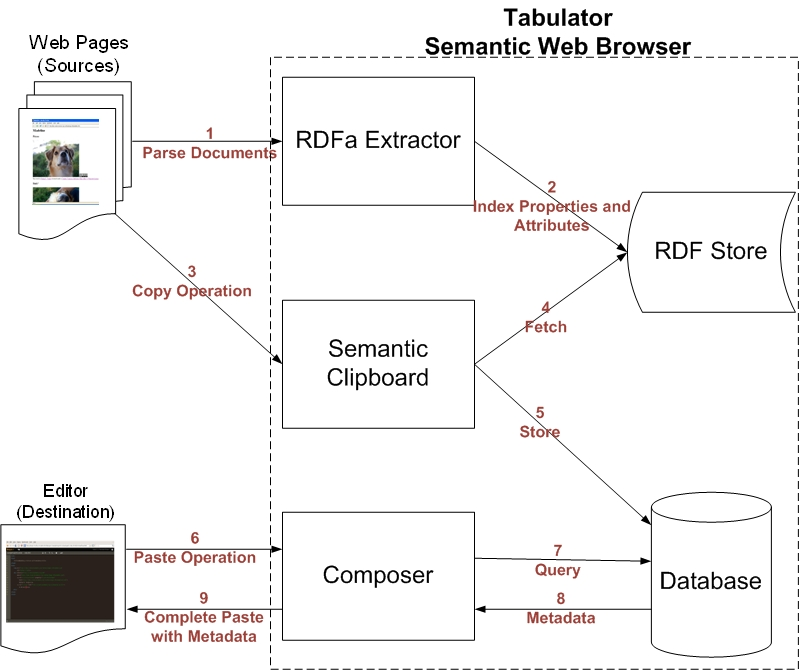 Tabulator
Semantic Web Browser
Web Pages
(Sources)
1
Parse Documents
RDFa Extractor
2
Index Properties and
Attributes
RDF Store
3
Copy Operation
4
Fetch
Semantic
Clipboard
5
Store
Editor
(Destination)
6
Paste Operation
Composer
7
Query
Database
8
Metadata
9
Complete Paste
with Metadata